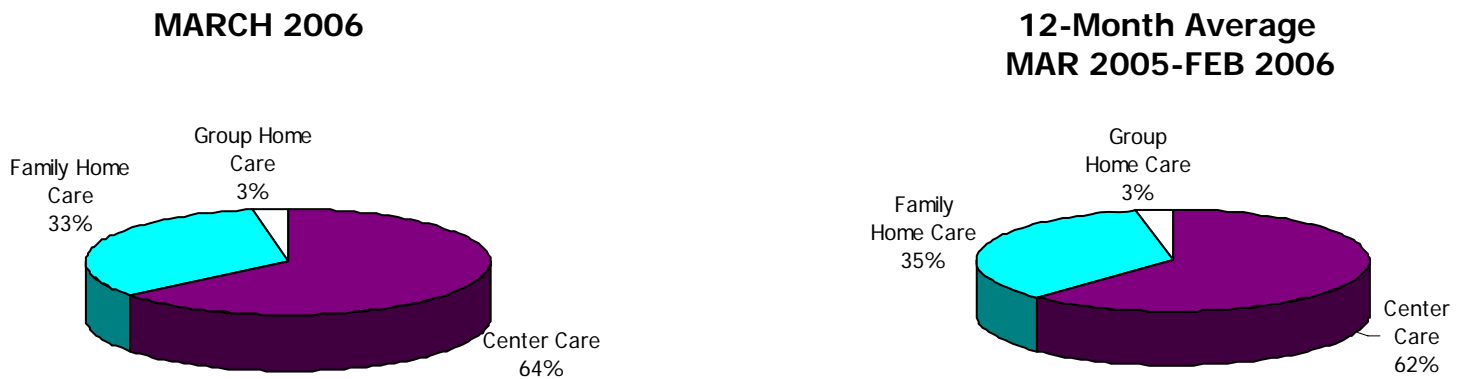 MARCH 2006
Group Home
Care
3%
Family Home
Care
33%
Center Care
64%
12-Month Average
MAR 2005-FEB 2006
Group
Home Care
3%
Family
Home Care
35%
Center
Care
62%